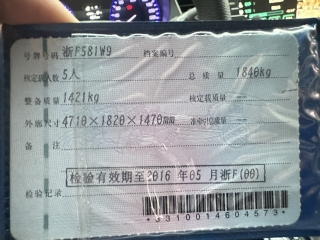 号牌号码 浙F581W9 档案编号
核定载人数 5人 总质量 1840kg
整备质量 1421kg 核定载质量 —
外廓尺寸 4710×1820×1470mm 准牵引总质量 —
备注
检验有效期至2016年05月浙F(00)
检验记录
*3310014604573*